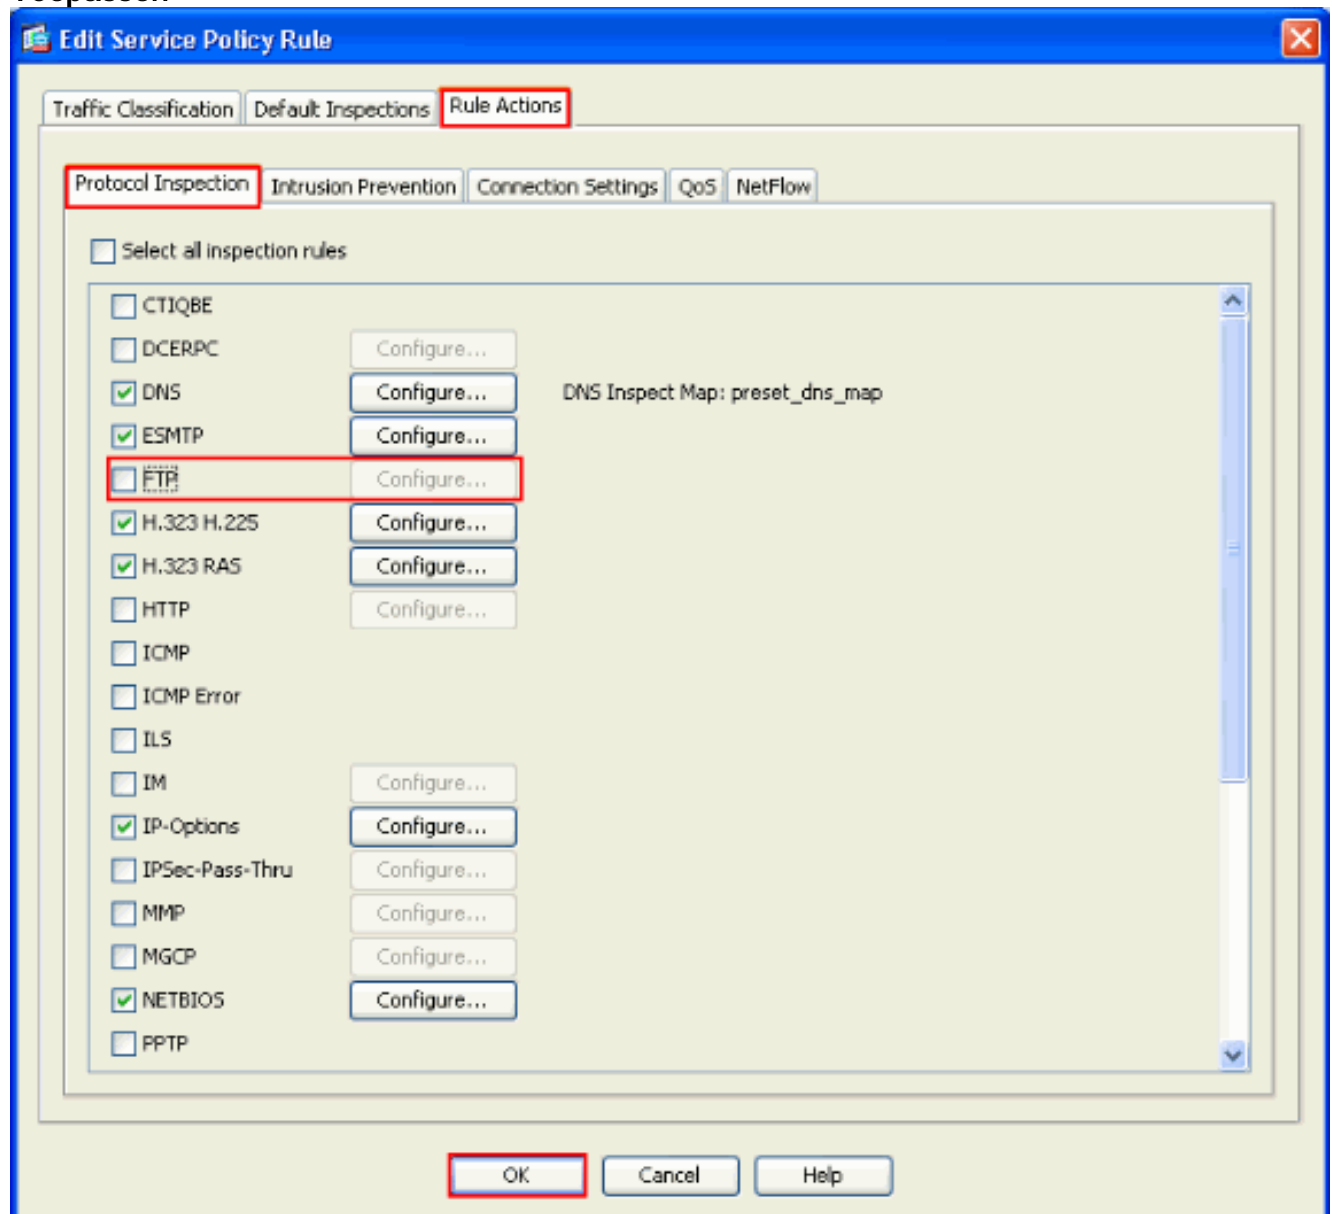 Edit Service Policy Rule
Traffic Classification Default Inspections Rule Actions
Protocol Inspection Intrusion Prevention Connection Settings QoS NetFlow
Select all inspection rules
CTIQBE
DCERPC Configure...
DNS Configure... DNS Inspect Map: preset_dns_map
ESMTP Configure...
FTP Configure...
H.323 H.225 Configure...
H.323 RAS Configure...
HTTP Configure...
ICMP
ICMP Error
ILS
IM Configure...
IP-Options Configure...
IPSec-Pass-Thru Configure...
MMP Configure...
MGCP Configure...
NETBIOS Configure...
PPTP
OK Cancel Help